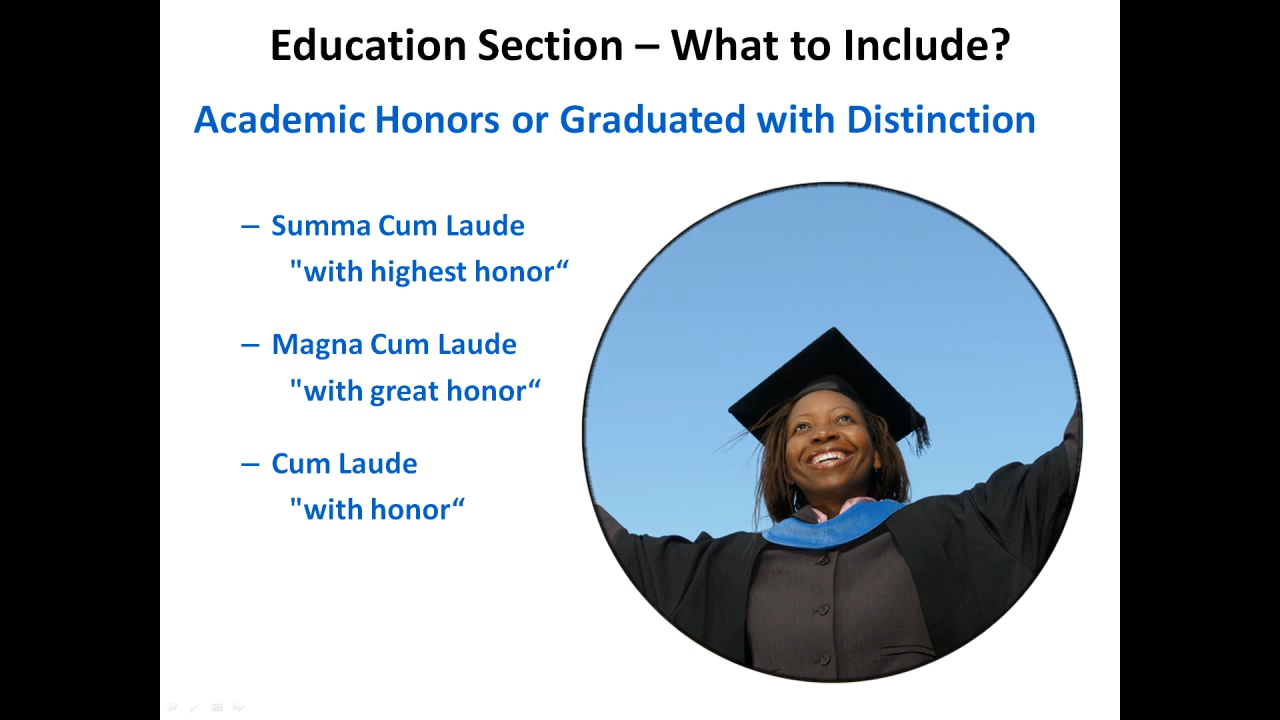 Education Section – What to Include?
Academic Honors or Graduated with Distinction
– Summa Cum Laude
"with highest honor“
– Magna Cum Laude
"with great honor“
– Cum Laude
"with honor“